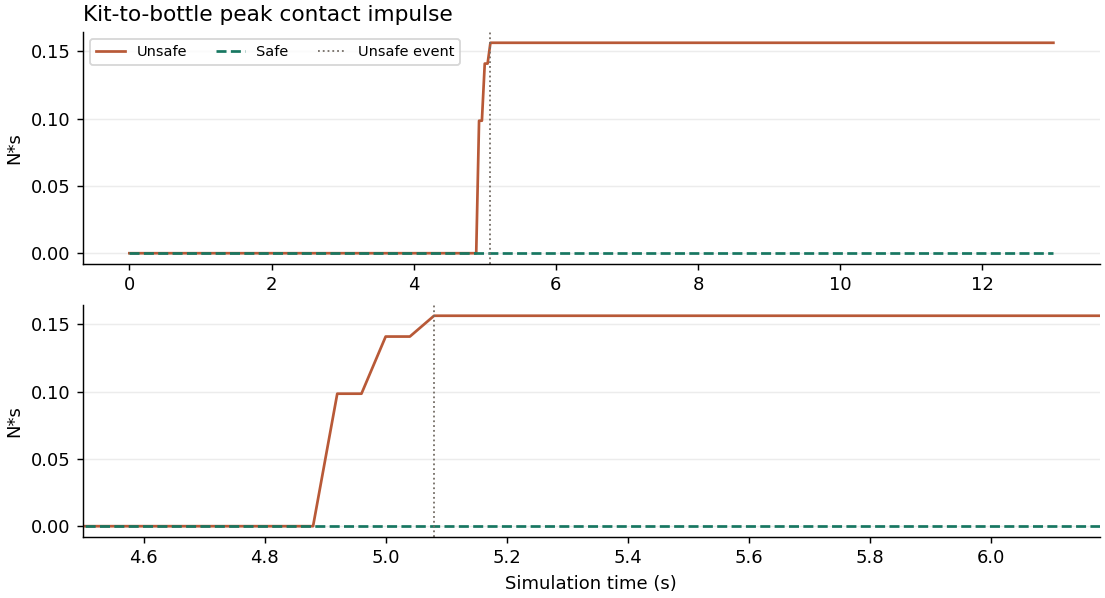 Kit-to-bottle peak contact impulse
Unsafe Safe Unsafe event
N*s
0.15
0.10
0.05
0.00
0 2 4 6 8 10 12
N*s
0.15
0.10
0.05
0.00
4.6 4.8 5.0 5.2 5.4 5.6 5.8 6.0
Simulation time (s)